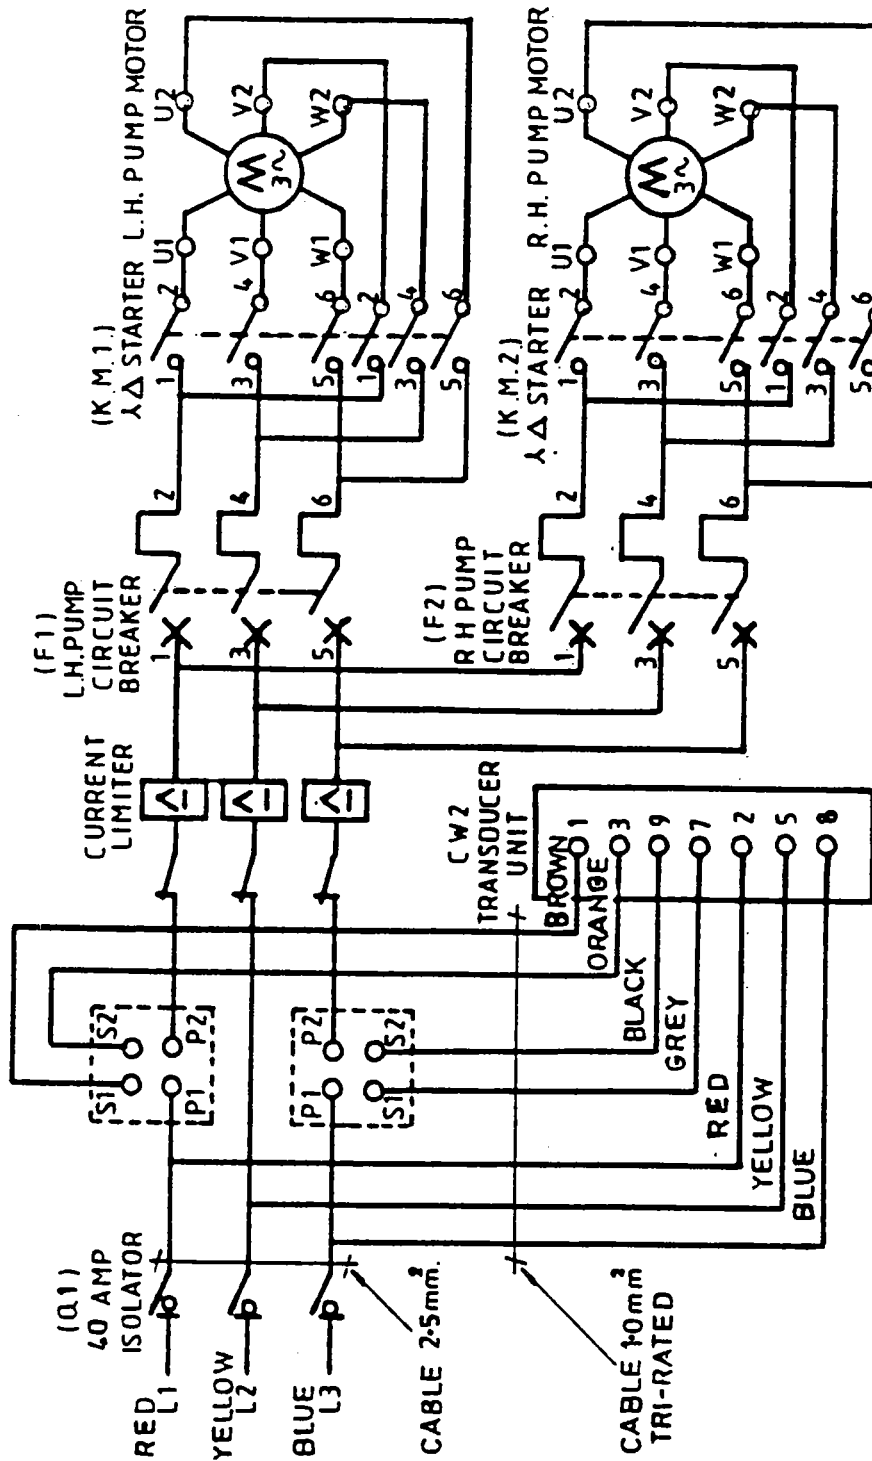 RED
L1
YELLOW
L2
BLUE
L3
(Q1)
40 AMP
ISOLATOR
CABLE 2·5mm.²
CABLE 1·0mm²
TRI-RATED
S1 S2
P1 P2
P1 P2
S1 S2
CURRENT
LIMITER
I>
I>
I>
CW2
TRANSDUCER
UNIT
BROWN 1
ORANGE 3
BLACK 9
GREY 7
RED 2
YELLOW 5
BLUE 8
(F1)
L.H. PUMP
CIRCUIT
BREAKER
1 2
3 4
5 6
(F2)
R H PUMP
CIRCUIT
BREAKER
1 2
3 4
5 6
(K.M.1.)
⅄ Δ STARTER
1 2
3 4
5 6
1 2
3 4
5 6
L.H. PUMP MOTOR
U1 U2
V1 V2
W1 W2
M
3~
(K.M.2)
⅄ Δ STARTER
1 2
3 4
5 6
1 2
3 4
5 6
R.H. PUMP MOTOR
U1 U2
V1 V2
W1 W2
M
3~